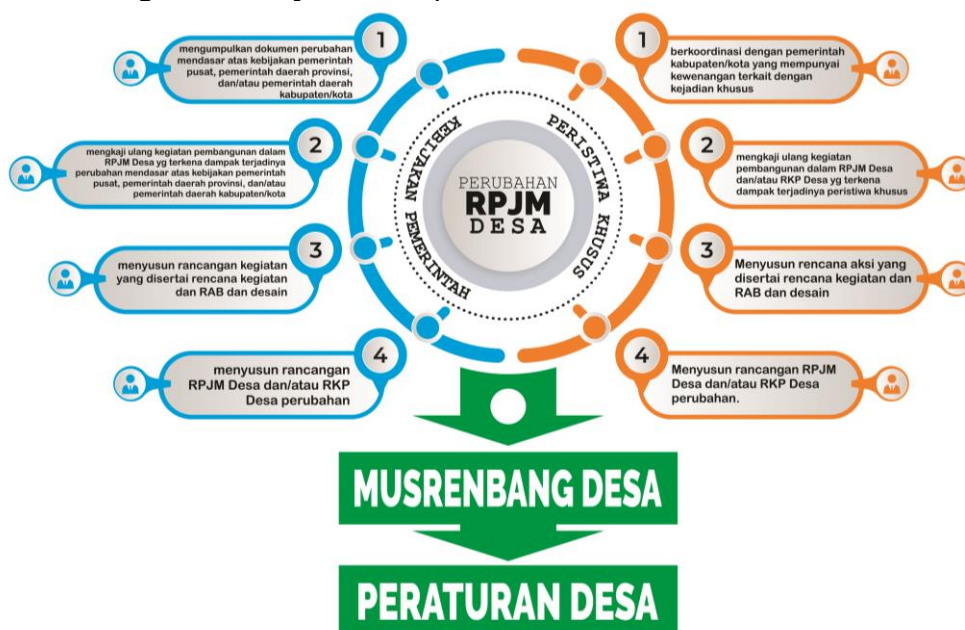 1
mengumpulkan dokumen perubahan
mendasar atas kebijakan pemerintah
pusat, pemerintah daerah provinsi,
dan/atau pemerintah daerah
kabupaten/kota
2
mengkaji ulang kegiatan pembangunan dalam
RPJM Desa yg terkena dampak terjadinya
perubahan mendasar atas kebijakan pemerintah
pusat, pemerintah daerah provinsi, dan/atau
pemerintah daerah kabupaten/kota
3
menyusun rancangan kegiatan
yang disertai rencana kegiatan
dan RAB dan desain
4
menyusun rancangan
RPJM Desa dan/atau RKP
Desa perubahan
KEBIJAKAN PEMERINTAH
PERUBAHAN
RPJM
DESA
PERISTIWA KHUSUS
1
berkoordinasi dengan pemerintah
kabupaten/kota yang mempunyai
kewenangan terkait dengan
kejadian khusus
2
mengkaji ulang kegiatan
pembangunan dalam RPJM Desa
dan/atau RKP Desa yg terkena
dampak terjadinya peristiwa khusus
3
Menyusun rencana aksi yang
disertai rencana kegiatan dan
RAB dan desain
4
Menyusun rancangan RPJM
Desa dan/atau RKP Desa
perubahan.
MUSRENBANG DESA
PERATURAN DESA